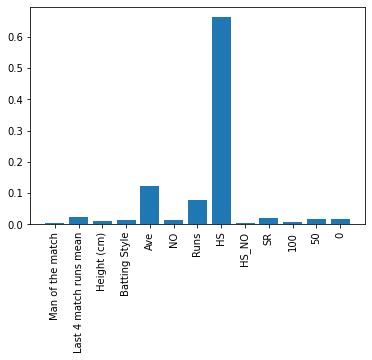 0.6
0.5
0.4
0.3
0.2
0.1
0.0
Man of the match
Last 4 match runs mean
Height (cm)
Batting Style
Ave
NO
Runs
HS
HS_NO
SR
100
50
0